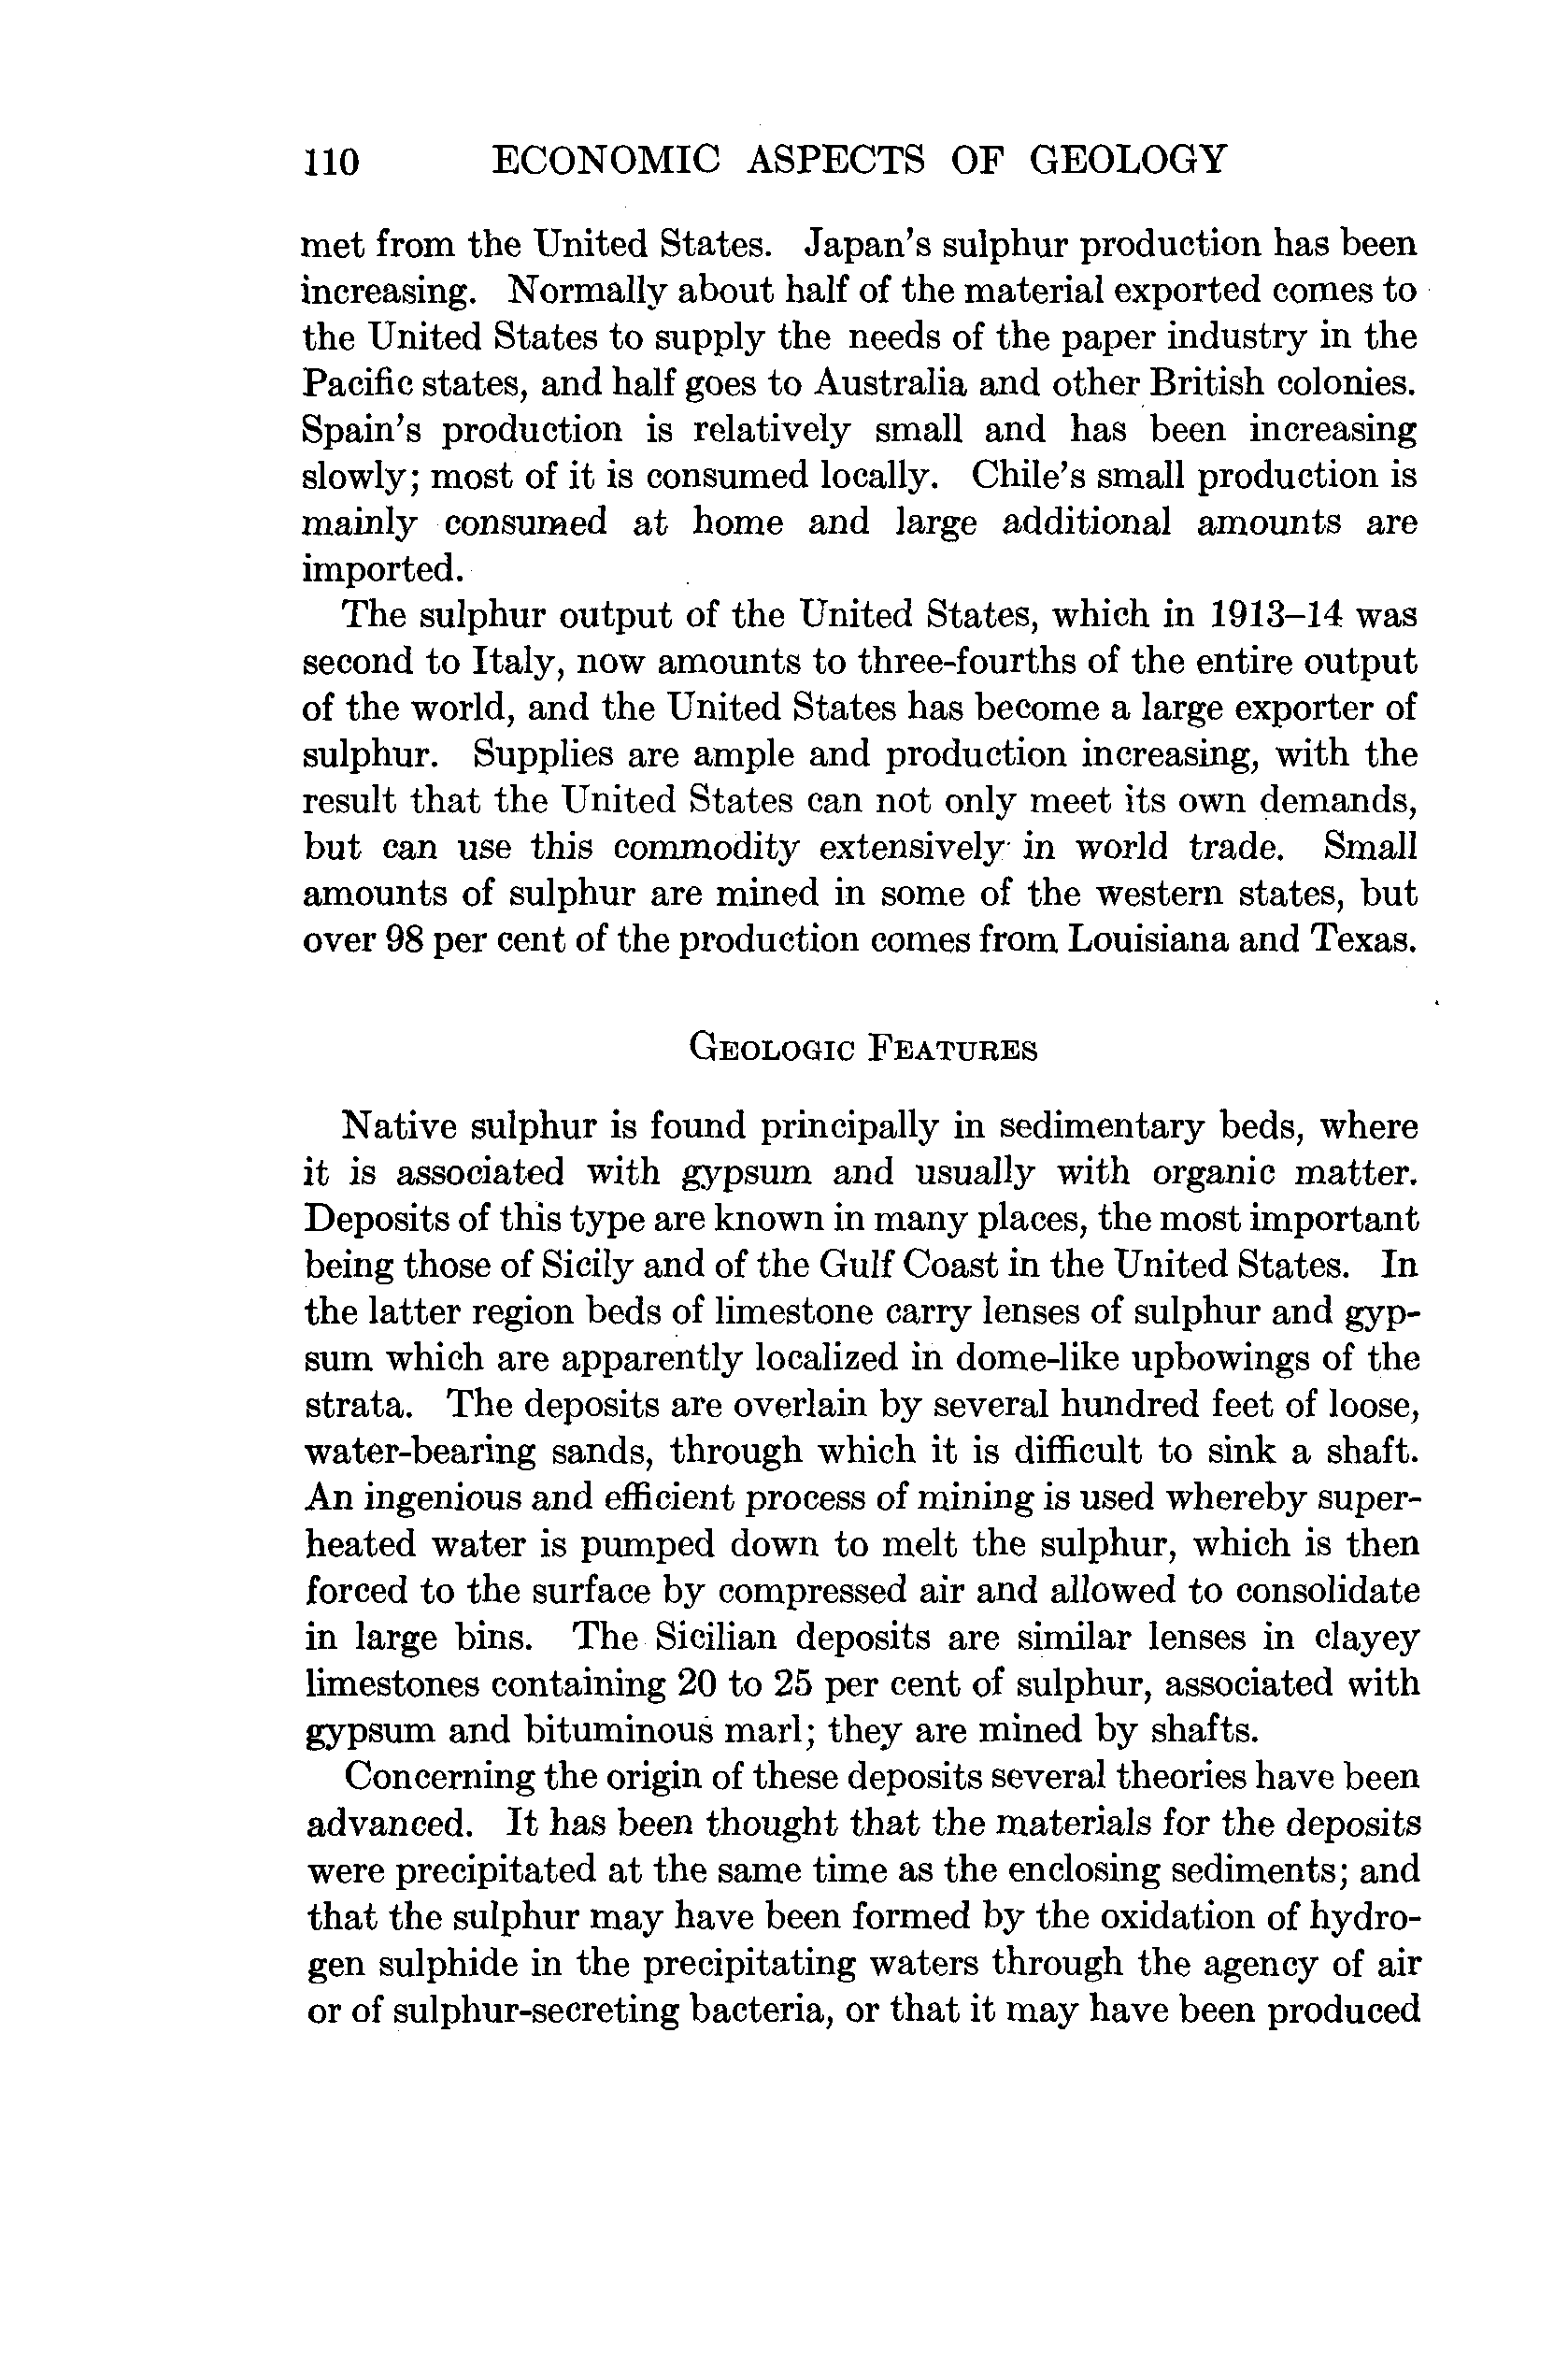 110 ECONOMIC ASPECTS OF GEOLOGY
met from the United States. Japan's sulphur production has been
increasing. Normally about half of the material exported comes to
the United States to supply the needs of the paper industry in the
Pacific states, and half goes to Australia and other British colonies.
Spain's production is relatively small and has been increasing
slowly; most of it is consumed locally. Chile's small production is
mainly consumed at home and large additional amounts are
imported.
The sulphur output of the United States, which in 1913–14 was
second to Italy, now amounts to three-fourths of the entire output
of the world, and the United States has become a large exporter of
sulphur. Supplies are ample and production increasing, with the
result that the United States can not only meet its own demands,
but can use this commodity extensively in world trade. Small
amounts of sulphur are mined in some of the western states, but
over 98 per cent of the production comes from Louisiana and Texas.
GEOLOGIC FEATURES
Native sulphur is found principally in sedimentary beds, where
it is associated with gypsum and usually with organic matter.
Deposits of this type are known in many places, the most important
being those of Sicily and of the Gulf Coast in the United States. In
the latter region beds of limestone carry lenses of sulphur and gyp-
sum which are apparently localized in dome-like upbowings of the
strata. The deposits are overlain by several hundred feet of loose,
water-bearing sands, through which it is difficult to sink a shaft.
An ingenious and efficient process of mining is used whereby super-
heated water is pumped down to melt the sulphur, which is then
forced to the surface by compressed air and allowed to consolidate
in large bins. The Sicilian deposits are similar lenses in clayey
limestones containing 20 to 25 per cent of sulphur, associated with
gypsum and bituminous marl; they are mined by shafts.
Concerning the origin of these deposits several theories have been
advanced. It has been thought that the materials for the deposits
were precipitated at the same time as the enclosing sediments; and
that the sulphur may have been formed by the oxidation of hydro-
gen sulphide in the precipitating waters through the agency of air
or of sulphur-secreting bacteria, or that it may have been produced